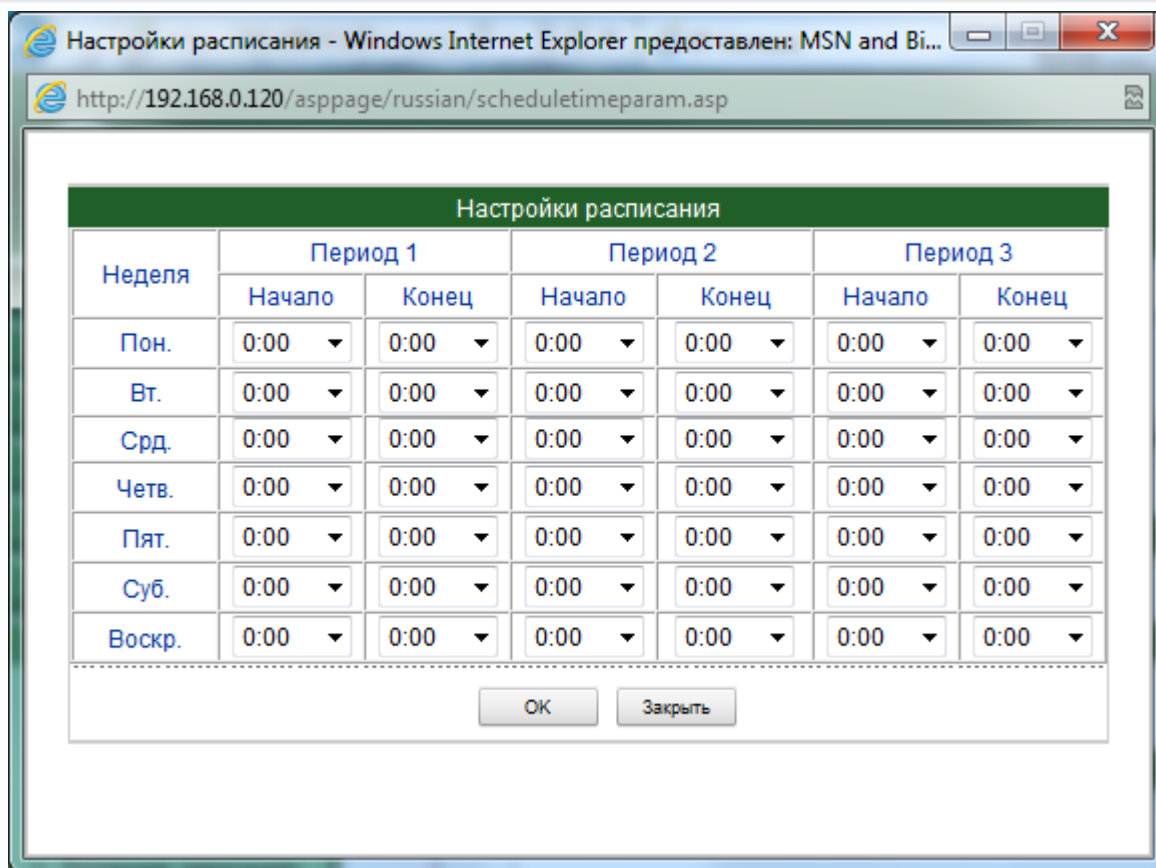 Настройки расписания - Windows Internet Explorer предоставлен: MSN and Bi...
http://192.168.0.120/asppage/russian/scheduletimeparam.asp
Настройки расписания
Неделя Период 1 Период 2 Период 3
Начало Конец Начало Конец Начало Конец
Пон. 0:00 0:00 0:00 0:00 0:00 0:00
Вт. 0:00 0:00 0:00 0:00 0:00 0:00
Срд. 0:00 0:00 0:00 0:00 0:00 0:00
Четв. 0:00 0:00 0:00 0:00 0:00 0:00
Пят. 0:00 0:00 0:00 0:00 0:00 0:00
Суб. 0:00 0:00 0:00 0:00 0:00 0:00
Воскр. 0:00 0:00 0:00 0:00 0:00 0:00
OK Закрыть